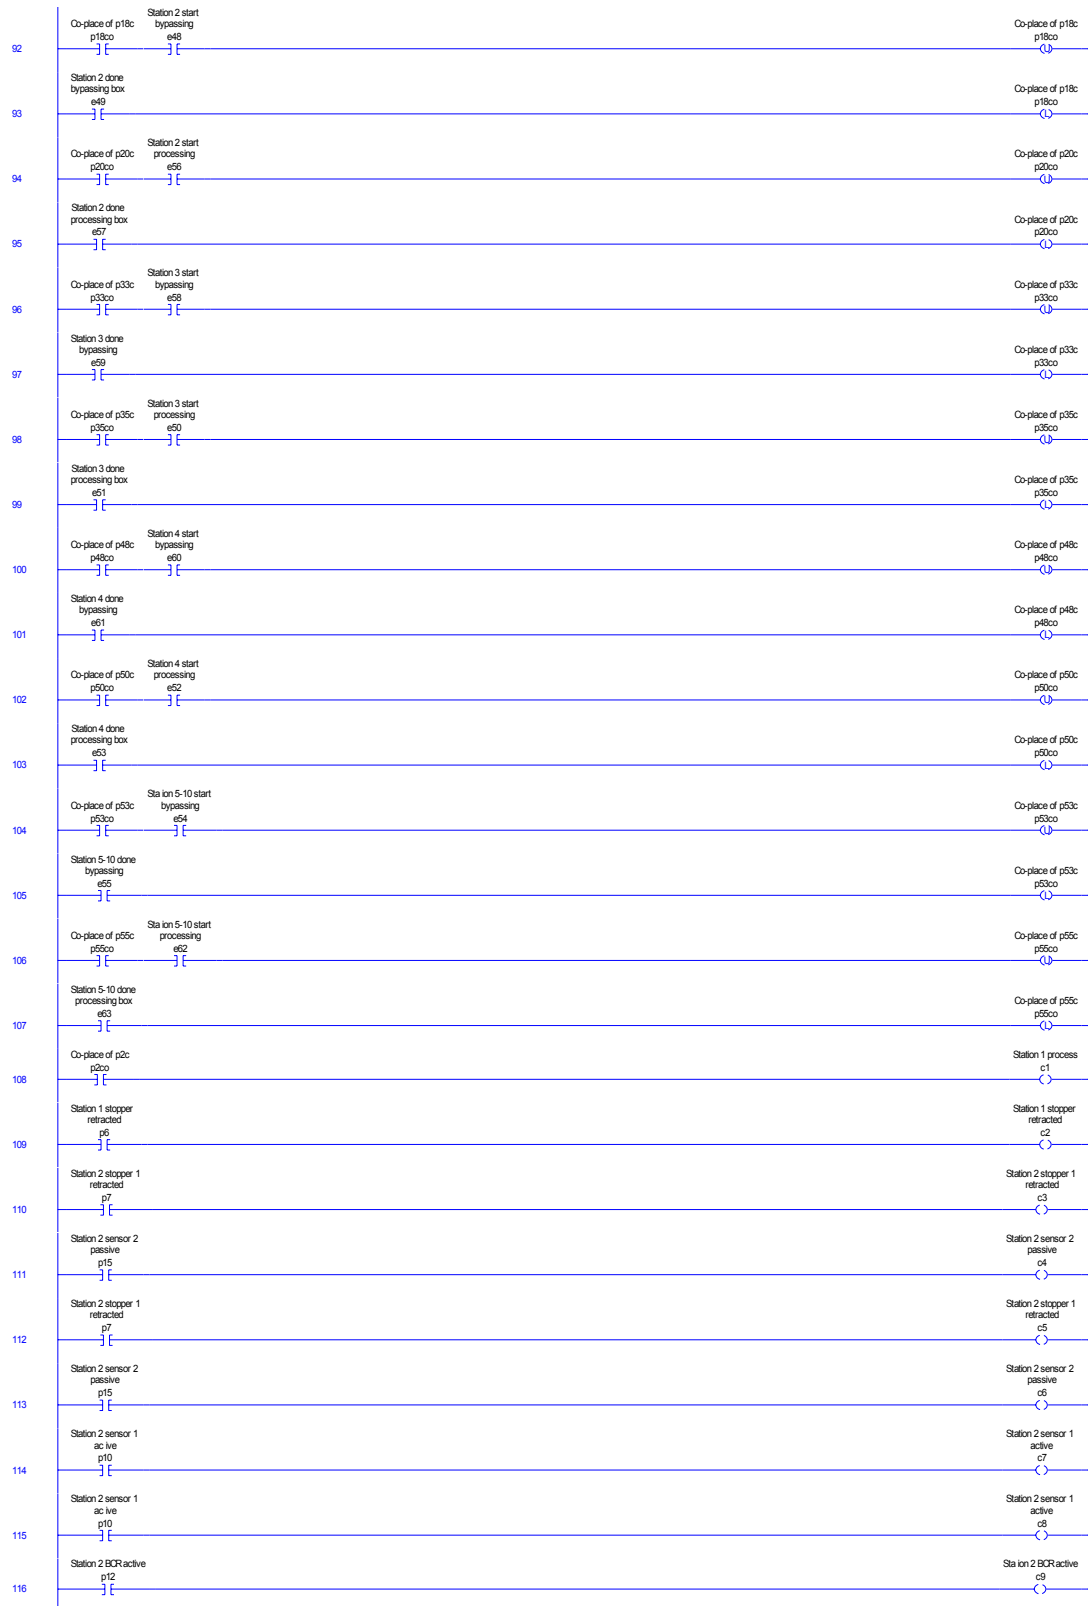 Co-place of p18c
p18co
Station 2 start
bypassing
e48
Co-place of p18c
p18co
U
92
Station 2 done
bypassing box
e49
Co-place of p18c
p18co
L
93
Co-place of p20c
p20co
Station 2 start
processing
e56
Co-place of p20c
p20co
U
94
Station 2 done
processing box
e57
Co-place of p20c
p20co
L
95
Co-place of p33c
p33co
Station 3 start
bypassing
e58
Co-place of p33c
p33co
U
96
Station 3 done
bypassing
e59
Co-place of p33c
p33co
L
97
Co-place of p35c
p35co
Station 3 start
processing
e50
Co-place of p35c
p35co
U
98
Station 3 done
processing box
e51
Co-place of p35c
p35co
L
99
Co-place of p48c
p48co
Station 4 start
bypassing
e60
Co-place of p48c
p48co
U
100
Station 4 done
bypassing
e61
Co-place of p48c
p48co
L
101
Co-place of p50c
p50co
Station 4 start
processing
e52
Co-place of p50c
p50co
U
102
Station 4 done
processing box
e53
Co-place of p50c
p50co
L
103
Co-place of p53c
p53co
Sta ion 5-10 start
bypassing
e54
Co-place of p53c
p53co
U
104
Station 5-10 done
bypassing
e55
Co-place of p53c
p53co
L
105
Co-place of p55c
p55co
Sta ion 5-10 start
processing
e62
Co-place of p55c
p55co
U
106
Station 5-10 done
processing box
e63
Co-place of p55c
p55co
L
107
Co-place of p2c
p2co
Station 1 process
c1
108
Station 1 stopper
retracted
p6
Station 1 stopper
retracted
c2
109
Station 2 stopper 1
retracted
p7
Station 2 stopper 1
retracted
c3
110
Station 2 sensor 2
passive
p15
Station 2 sensor 2
passive
c4
111
Station 2 stopper 1
retracted
p7
Station 2 stopper 1
retracted
c5
112
Station 2 sensor 2
passive
p15
Station 2 sensor 2
passive
c6
113
Station 2 sensor 1
ac ive
p10
Station 2 sensor 1
active
c7
114
Station 2 sensor 1
ac ive
p10
Station 2 sensor 1
active
c8
115
Station 2 BCR active
p12
Sta ion 2 BCR active
c9
116